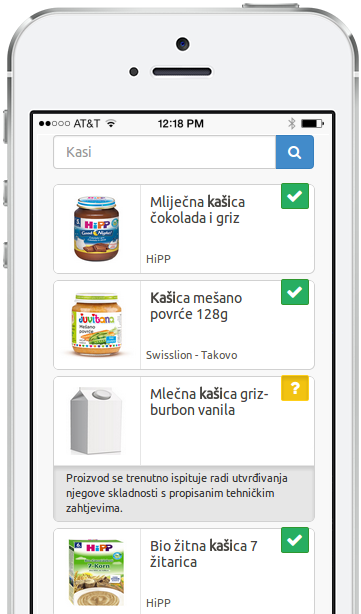 AT&T 12:18 PM
Kasi
Mliječna kašica
čokolada i griz
HiPP
Good Night!
HiPP
Kašica mešano
povrće 128g
Juvitana
Mešano
povrće
Swisslion - Takovo
Mlečna kašica griz-
burbon vanila
?
Proizvod se trenutno ispituje radi utvrđivanja
njegove skladnosti s propisanim tehničkim
zahtjevima.
Bio žitna kašica 7
žitarica
HiPP
7-Korn
HiPP